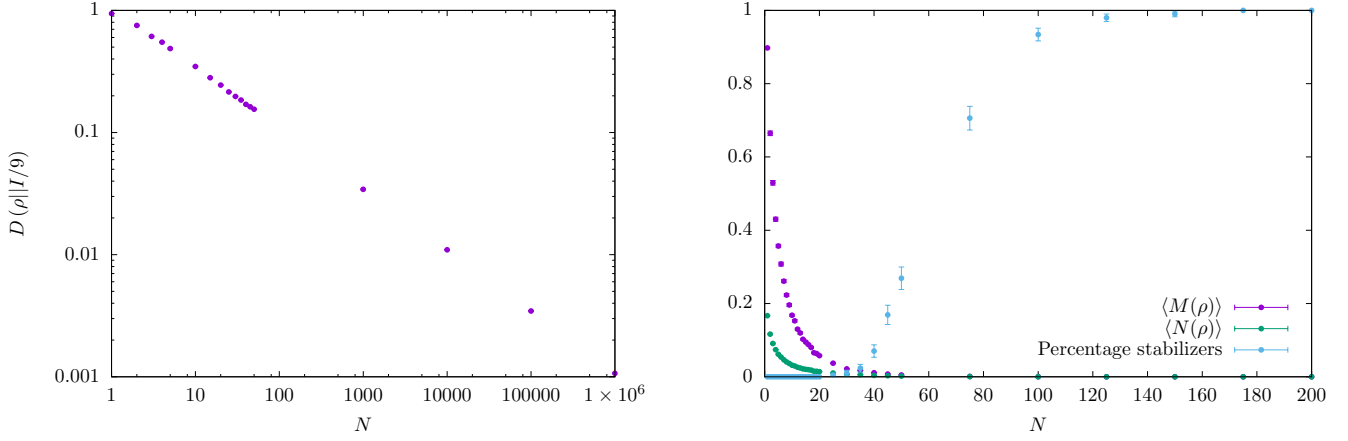 1
0.1
0.01
0.001
D (ρ||I/9)
1 10 100 1000 10000 100000 1 × 10⁶
N
1
0.8
0.6
0.4
0.2
0
⟨M(ρ)⟩
⟨N(ρ)⟩
Percentage stabilizers
0 20 40 60 80 100 120 140 160 180 200
N